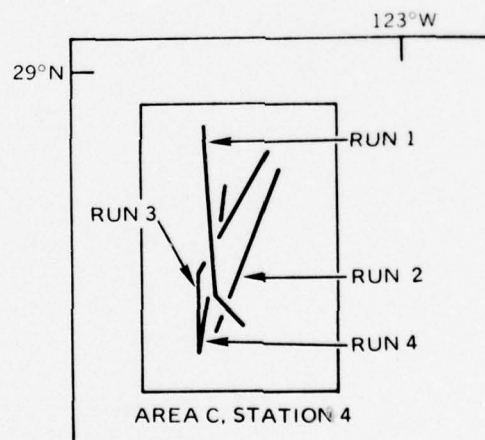 123°W
29°N
RUN 1
RUN 3
RUN 2
RUN 4
AREA C, STATION 4